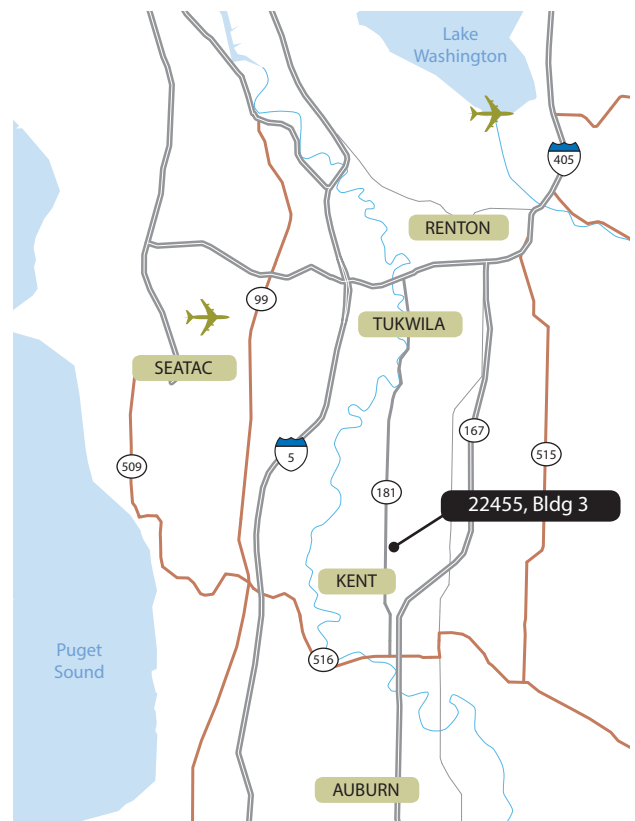 Lake
Washington
405
RENTON
99
TUKWILA
SEATAC
167
5
515
509
181
22455, Bldg 3
KENT
Puget
Sound
516
AUBURN